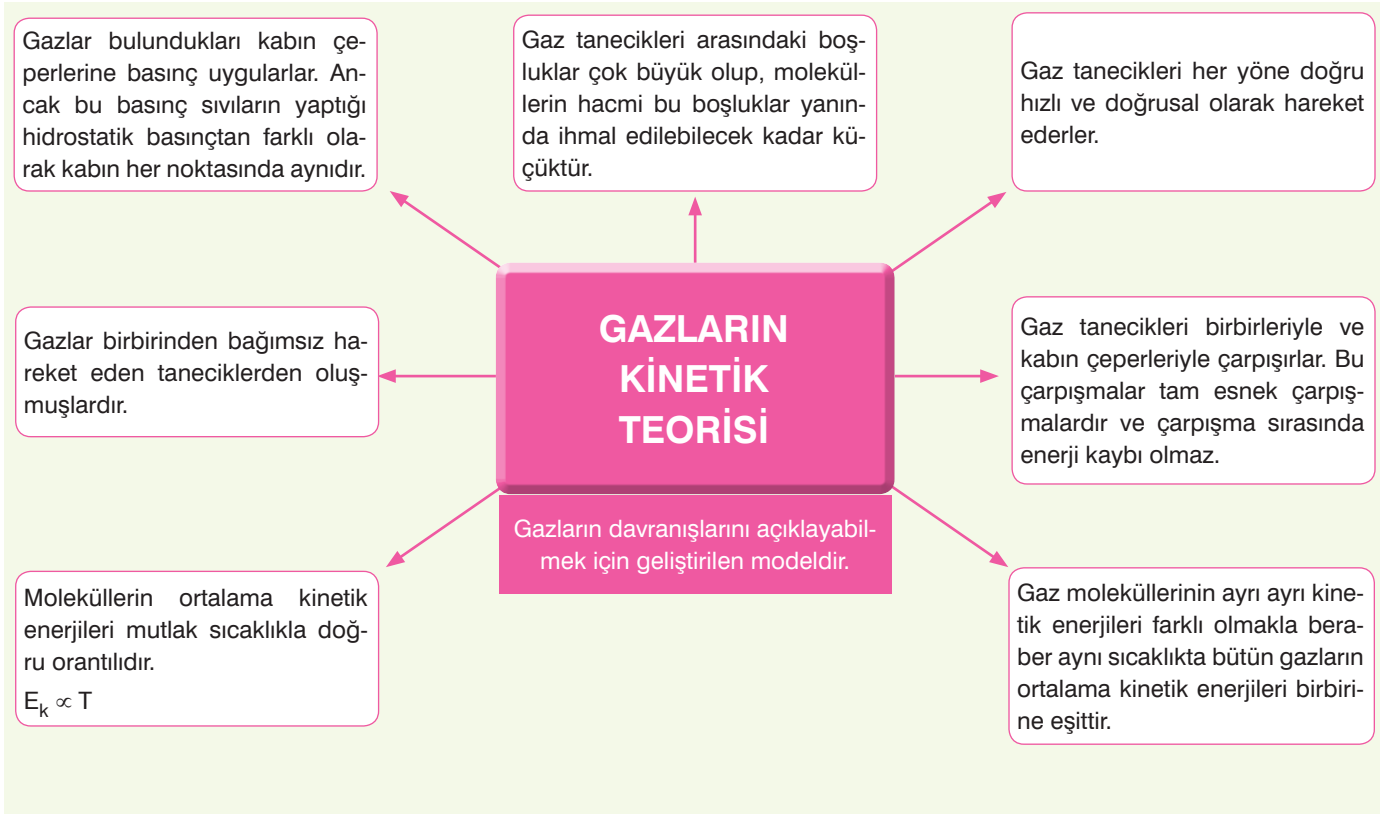 Gazlar bulundukları kabın çe-
perlerine basınç uygularlar. An-
cak bu basınç sıvıların yaptığı
hidrostatik basınçtan farklı ola-
rak kabın her noktasında aynıdır.
Gaz tanecikleri arasındaki boş-
luklar çok büyük olup, molekül-
lerin hacmi bu boşluklar yanın-
da ihmal edilebilecek kadar kü-
çüktür.
Gaz tanecikleri her yöne doğru
hızlı ve doğrusal olarak hareket
ederler.
Gazlar birbirinden bağımsız ha-
reket eden taneciklerden oluş-
muşlardır.
GAZLARIN
KİNETİK
TEORİSİ
Gazların davranışlarını açıklayabil-
mek için geliştirilen modeldir.
Gaz tanecikleri birbirleriyle ve
kabın çeperleriyle çarpışırlar. Bu
çarpışmalar tam esnek çarpış-
malardır ve çarpışma sırasında
enerji kaybı olmaz.
Moleküllerin ortalama kinetik
enerjileri mutlak sıcaklıkla doğ-
ru orantılıdır.
E_k ∝ T
Gaz moleküllerinin ayrı ayrı kine-
tik enerjileri farklı olmakla bera-
ber aynı sıcaklıkta bütün gazların
ortalama kinetik enerjileri birbiri-
ne eşittir.